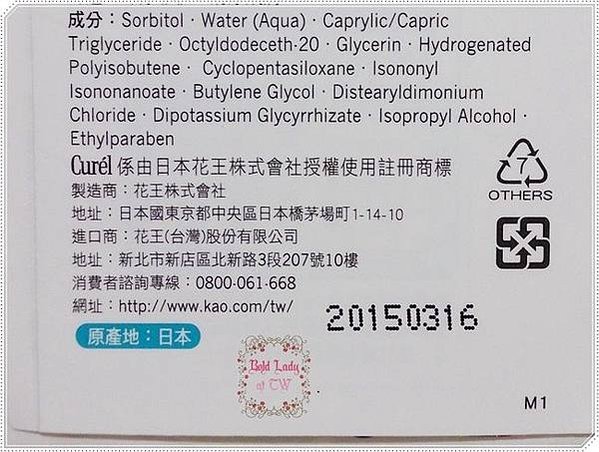 成分：Sorbitol · Water (Aqua) · Caprylic/Capric
Triglyceride · Octyldodeceth-20 · Glycerin · Hydrogenated
Polyisobutene · Cyclopentasiloxane · Isononyl
Isononanoate · Butylene Glycol · Distearyldimonium
Chloride · Dipotassium Glycyrrhizate · Isopropyl Alcohol ·
Ethylparaben
Curél 係由日本花王株式會社授權使用註冊商標
製造商：花王株式會社
地址：日本國東京都中央區日本橋茅場町1-14-10
進口商：花王(台灣)股份有限公司
地址：新北市新店區北新路3段207號10樓
消費者諮詢專線：0800-061-668
網址：http://www.kao.com/tw/
原產地：日本
7
OTHERS
20150316
Bold Lady
at TW
M1